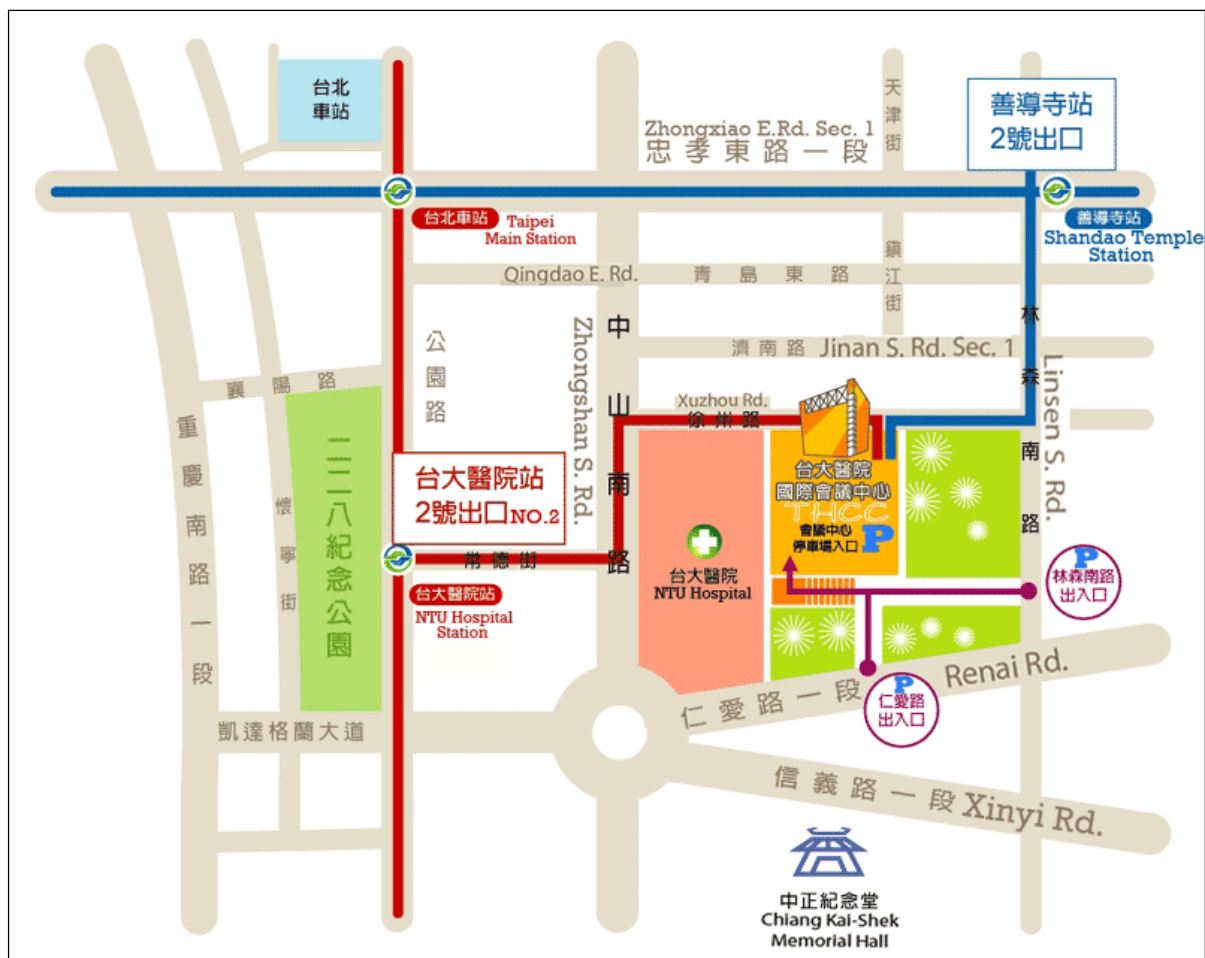 台北
車站
天津街
善導寺站
2號出口
Zhongxiao E.Rd. Sec. 1
忠孝東路一段
台北車站 Taipei
Main Station
善導寺站
Shandao Temple
Station
Qingdao E. Rd. 青島東路
鎮江街
公園路
Zhongshan S. Rd.
中山南路
濟南路 Jinan S. Rd. Sec. 1
林森南路
Linsen S. Rd.
襄陽路
Xuzhou Rd.
徐州路
重慶南路一段
懷寧街
二二八紀念公園
台大醫院站
2號出口NO.2
常德街
台大醫院站
NTU Hospital
Station
台大醫院
NTU Hospital
台大醫院
國際會議中心
THCC
會議中心
停車場入口 P
P
林森南路
出入口
P
仁愛路
出入口
仁愛路一段 Renai Rd.
凱達格蘭大道
信義路一段 Xinyi Rd.
中正紀念堂
Chiang Kai-Shek
Memorial Hall